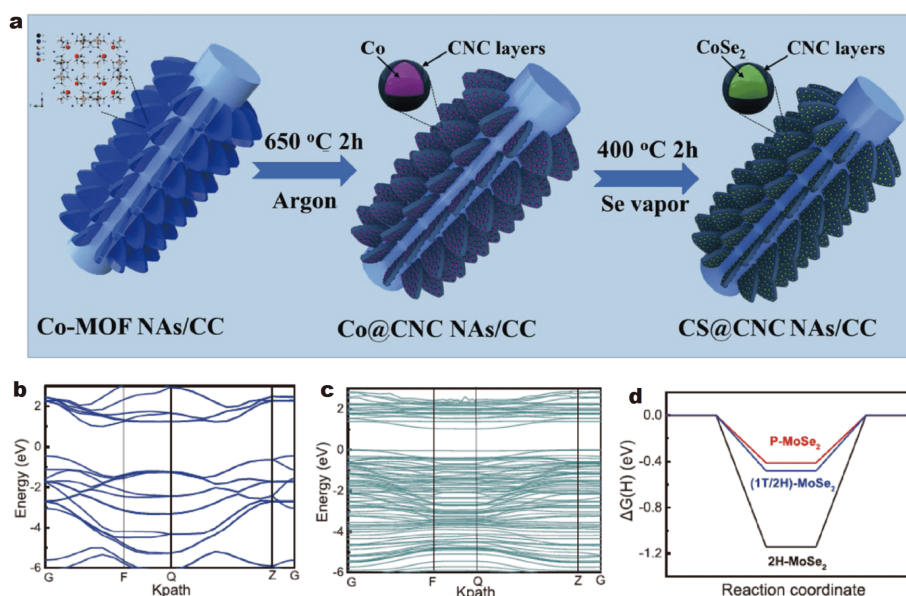 a
Co
CNC layers
CoSe₂
CNC layers
650 °C 2h
Argon
400 °C 2h
Se vapor
Co-MOF NAs/CC
Co@CNC NAs/CC
CS@CNC NAs/CC
b
Energy (eV)
2
0
-2
-4
-6
G F Q Z G
Kpath
c
Energy (eV)
2
0
-2
-4
-6
G F Q Z G
Kpath
d
ΔG(H) (eV)
0.0
-0.4
-0.8
-1.2
P-MoSe₂
(1T/2H)-MoSe₂
2H-MoSe₂
Reaction coordinate